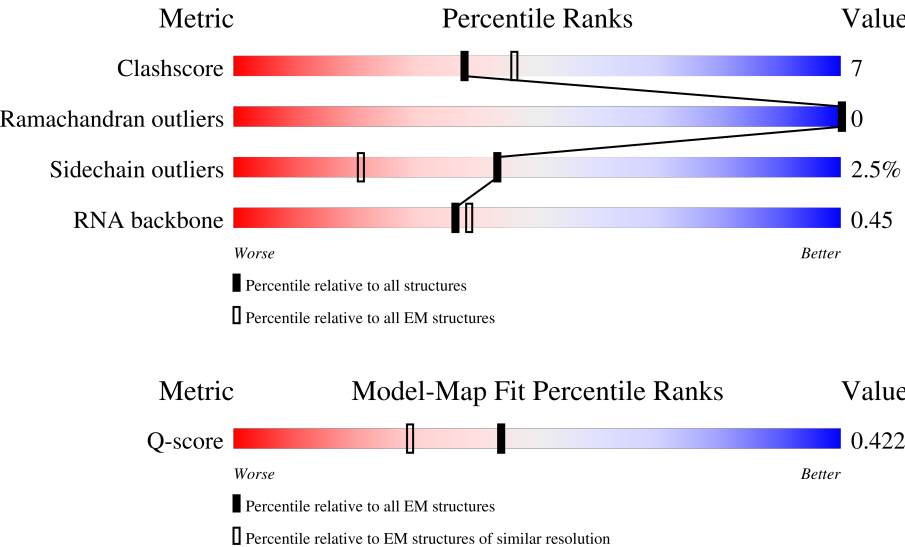 Metric Percentile Ranks Value
Clashscore 7
Ramachandran outliers 0
Sidechain outliers 2.5%
RNA backbone 0.45
Worse Better
Percentile relative to all structures
Percentile relative to all EM structures
Metric Model-Map Fit Percentile Ranks Value
Q-score 0.422
Worse Better
Percentile relative to all EM structures
Percentile relative to EM structures of similar resolution